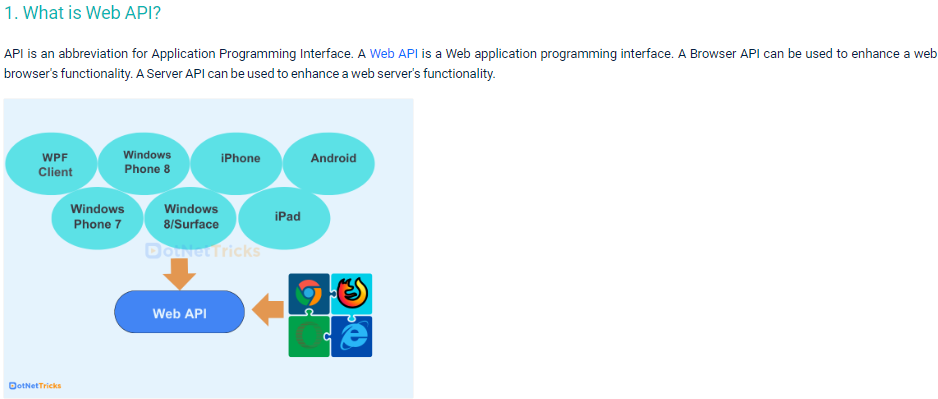 1. What is Web API?
API is an abbreviation for Application Programming Interface. A Web API is a Web application programming interface. A Browser API can be used to enhance a web
browser's functionality. A Server API can be used to enhance a web server's functionality.
WPF
Client
Windows
Phone 8
iPhone
Android
Windows
Phone 7
Windows
8/Surface
iPad
DotNetTricks
Web API
DotNetTricks